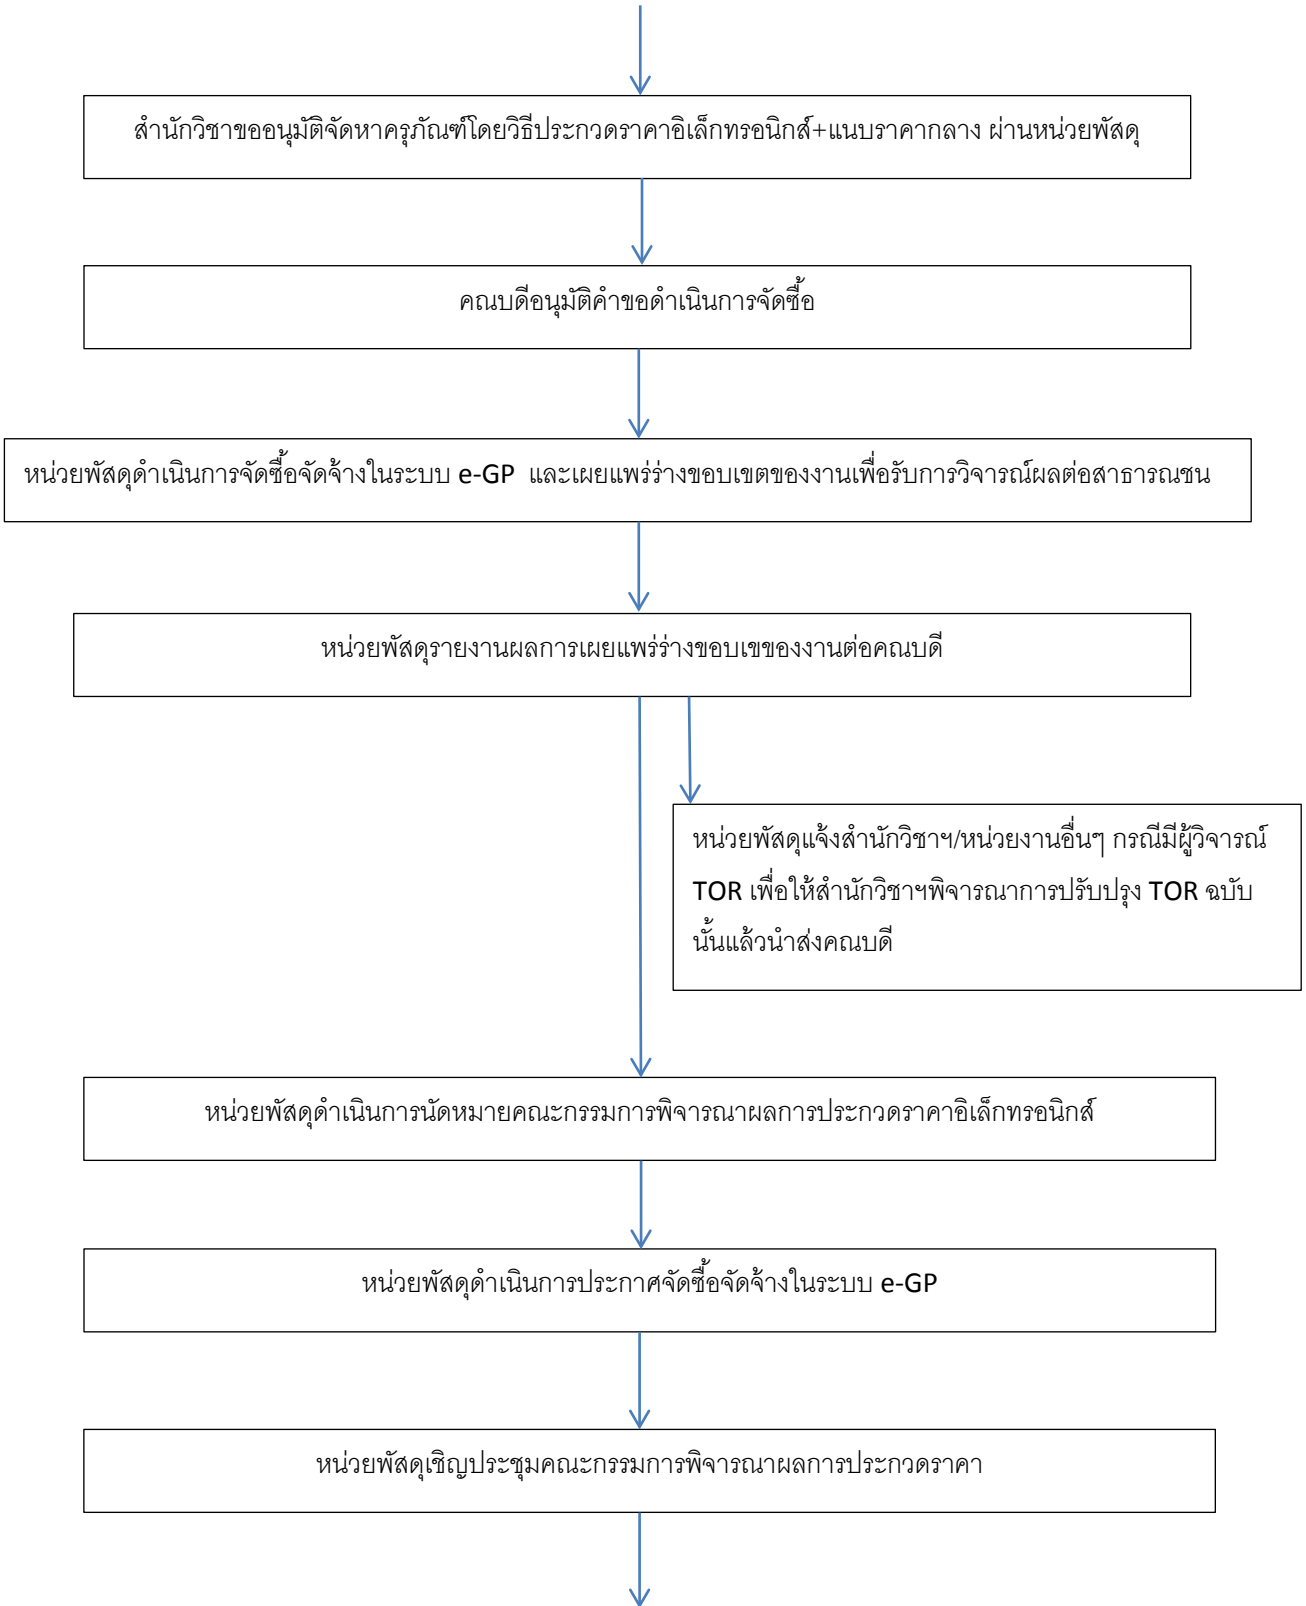 สำนักวิชาขออนุมัติจัดหาครุภัณฑ์โดยวิธีประกวดราคาอิเล็กทรอนิกส์+แนบราคากลาง ผ่านหน่วยพัสดุ
คณบดีอนุมัติคำขอดำเนินการจัดซื้อ
หน่วยพัสดุดำเนินการจัดซื้อจัดจ้างในระบบ e-GP และเผยแพร่ร่างขอบเขตของงานเพื่อรับการวิจารณ์ผลต่อสาธารณชน
หน่วยพัสดุรายงานผลการเผยแพร่ร่างขอบเขของงานต่อคณบดี
หน่วยพัสดุแจ้งสำนักวิชาฯ/หน่วยงานอื่นๆ กรณีมีผู้วิจารณ์
TOR เพื่อให้สำนักวิชาฯพิจารณาการปรับปรุง TOR ฉบับ
นั้นแล้วนำส่งคณบดี
หน่วยพัสดุดำเนินการนัดหมายคณะกรรมการพิจารณาผลการประกวดราคาอิเล็กทรอนิกส์
หน่วยพัสดุดำเนินการประกาศจัดซื้อจัดจ้างในระบบ e-GP
หน่วยพัสดุเชิญประชุมคณะกรรมการพิจารณาผลการประกวดราคา